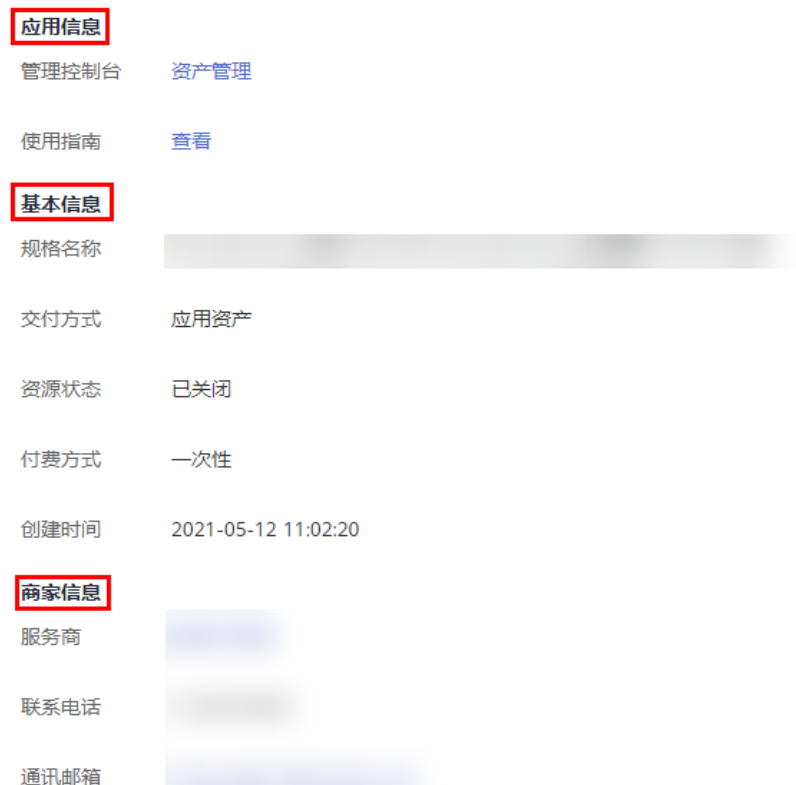 应用信息
管理控制台 资产管理
使用指南 查看
基本信息
规格名称
交付方式 应用资产
资源状态 已关闭
付费方式 一次性
创建时间 2021-05-12 11:02:20
商家信息
服务商
联系电话
通讯邮箱